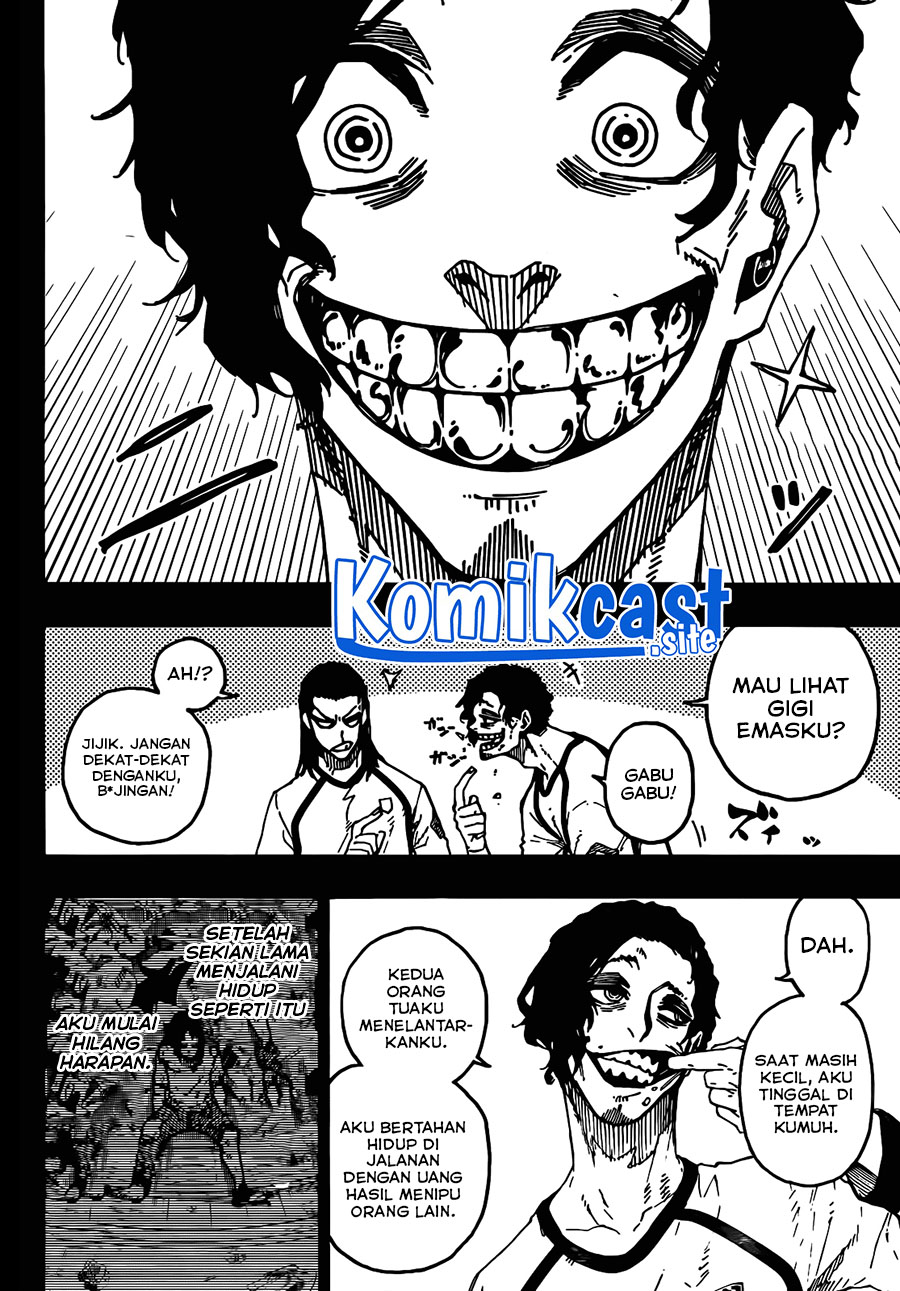 Komikcast
.site
MAU LIHAT
GIGI
EMASKU?
GABU
GABU!
AH!?
JIJIK. JANGAN
DEKAT-DEKAT
DENGANKU,
B*JINGAN!
DAH.
SAAT MASIH
KECIL, AKU
TINGGAL DI
TEMPAT
KUMUH.
KEDUA
ORANG
TUAKU
MENELANTAR-
KANKU.
AKU BERTAHAN
HIDUP DI
JALANAN
DENGAN UANG
HASIL MENIPU
ORANG LAIN.
SETELAH
SEKIAN LAMA
MENJALANI
HIDUP
SEPERTI ITU
AKU MULAI
HILANG
HARAPAN.